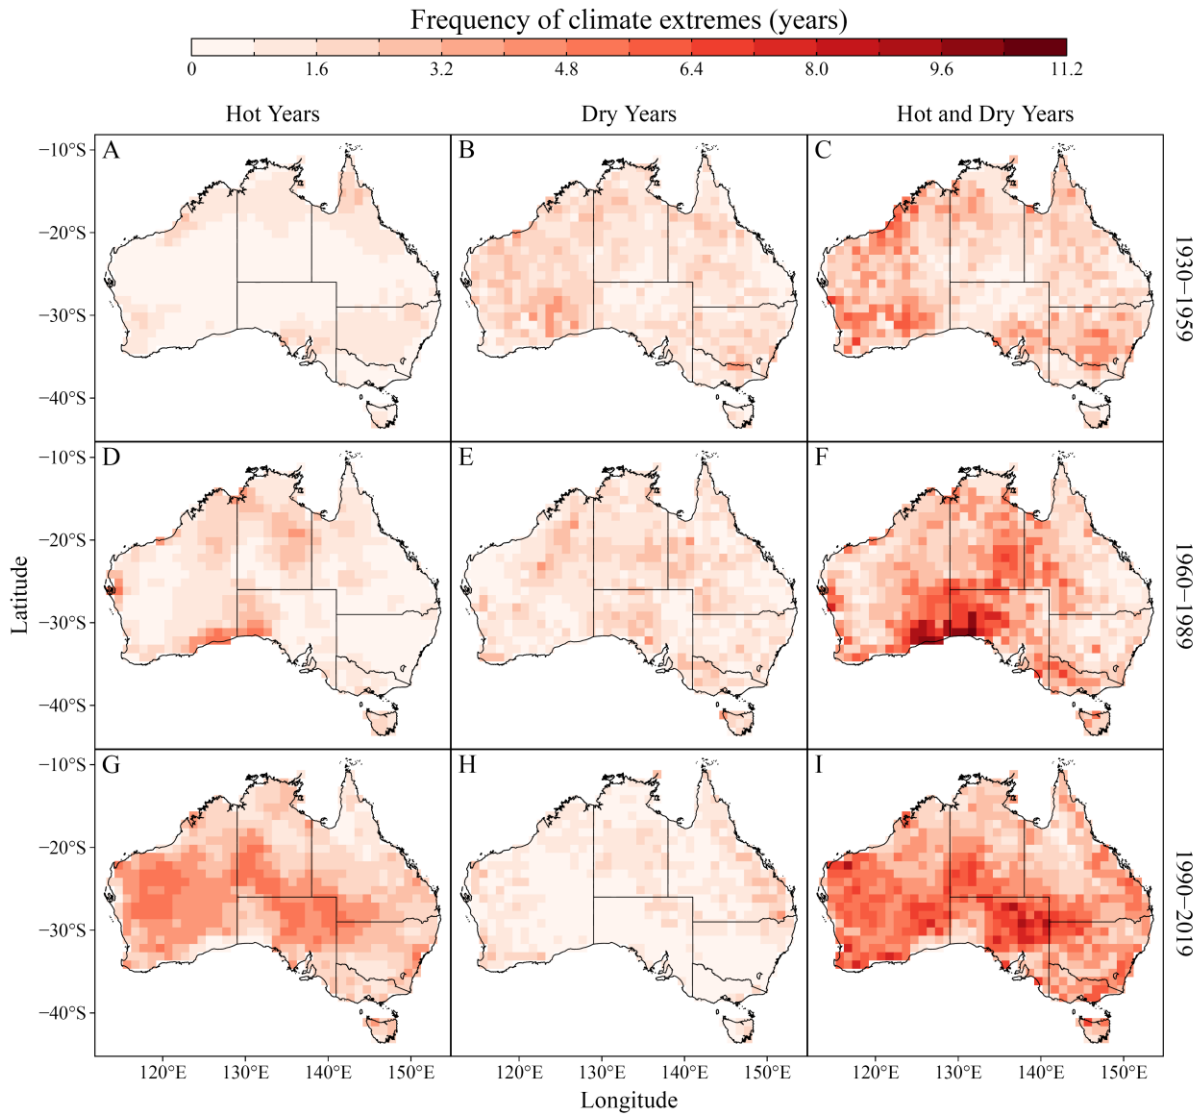 Frequency of climate extremes (years)
0 1.6 3.2 4.8 6.4 8.0 9.6 11.2
Hot Years Dry Years Hot and Dry Years
A B C
−10°S
−20°S
−30°S
−40°S
1930−1959
D E F
−10°S
−20°S
−30°S
−40°S
1960−1989
Latitude
G H I
−10°S
−20°S
−30°S
−40°S
1990−2019
120°E 130°E 140°E 150°E 120°E 130°E 140°E 150°E 120°E 130°E 140°E 150°E
Longitude